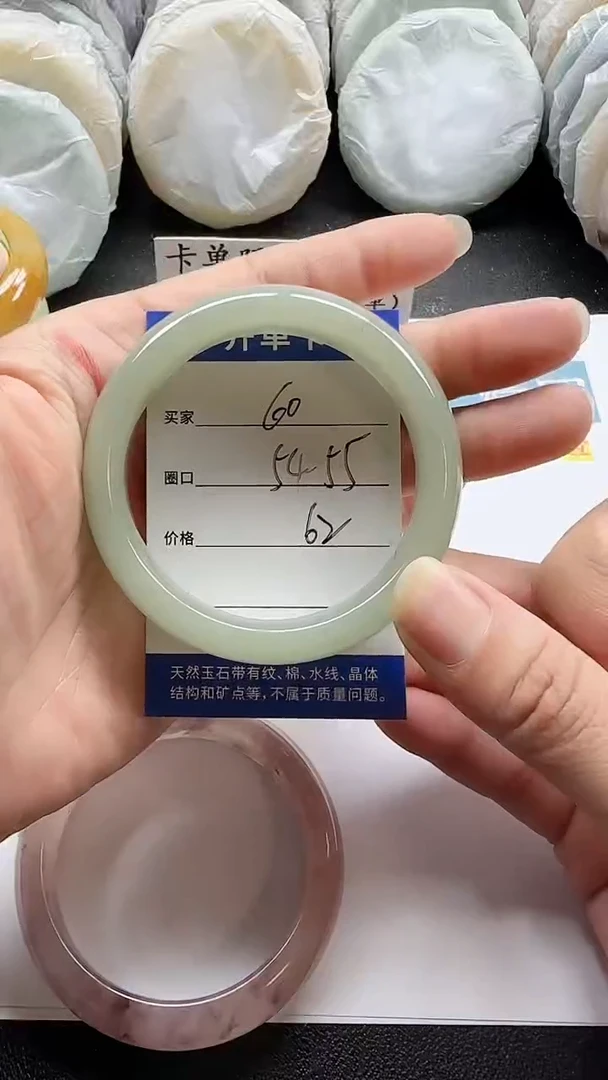 卡单
开单卡
买家 60
圈口 54-55
价格 62
天然玉石带有纹、棉、水线、晶体
结构和矿点等，不属于质量问题。